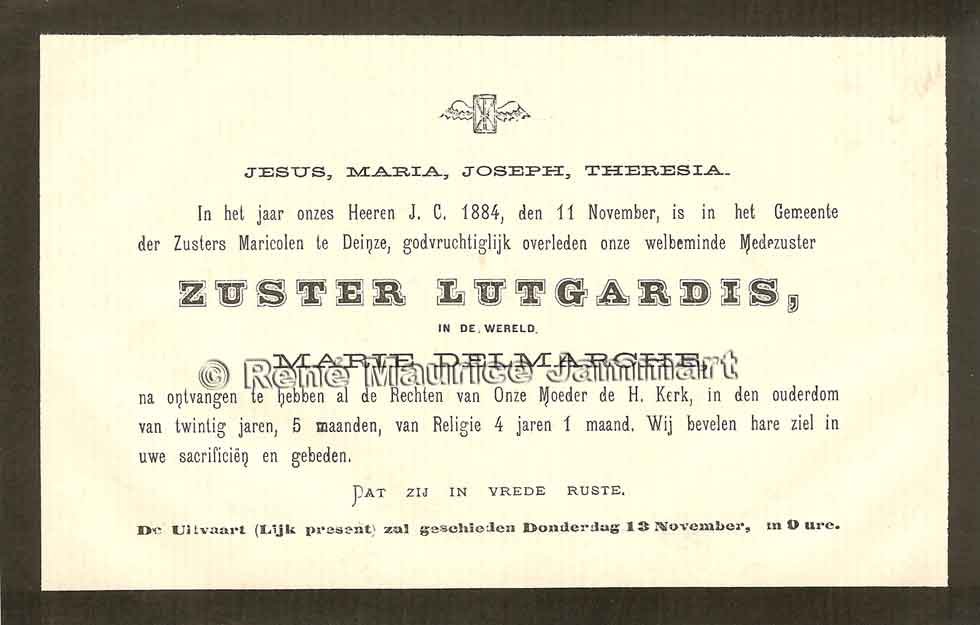 JESUS, MARIA, JOSEPH, THERESIA.
In het jaar onzes Heeren J. C. 1884, den 11 November, is in het Gemeente
der Zusters Maricolen te Deinze, godvruchtiglijk overleden onze welbeminde Medezuster
ZUSTER LUTGARDIS,
IN DE WERELD,
MARIE DELMARCHE,
© René Maurice Jammart
na ontvangen te hebben al de Rechten van Onze Moeder de H. Kerk, in den ouderdom
van twintig jaren, 5 maanden, van Religie 4 jaren 1 maand. Wij bevelen hare ziel in
uwe sacrificiën en gebeden.
DAT ZIJ IN VREDE RUSTE.
De Uitvaart (Lijk present) zal geschieden Donderdag 13 November, m 9 ure.